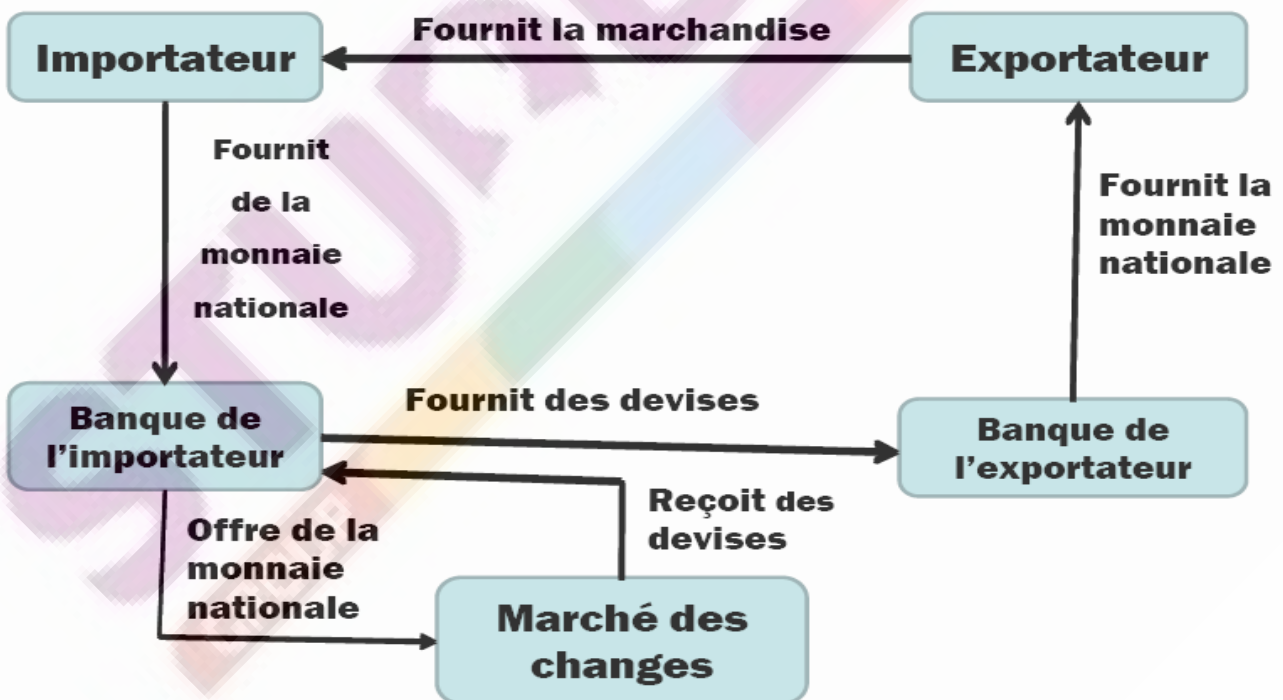 Fournit la marchandise
Importateur
Exportateur
Fournit
de la
monnaie
nationale
Fournit la
monnaie
nationale
Banque de
l'importateur
Fournit des devises
Banque de
l'exportateur
Reçoit des
devises
Offre de la
monnaie
nationale
Marché des
changes